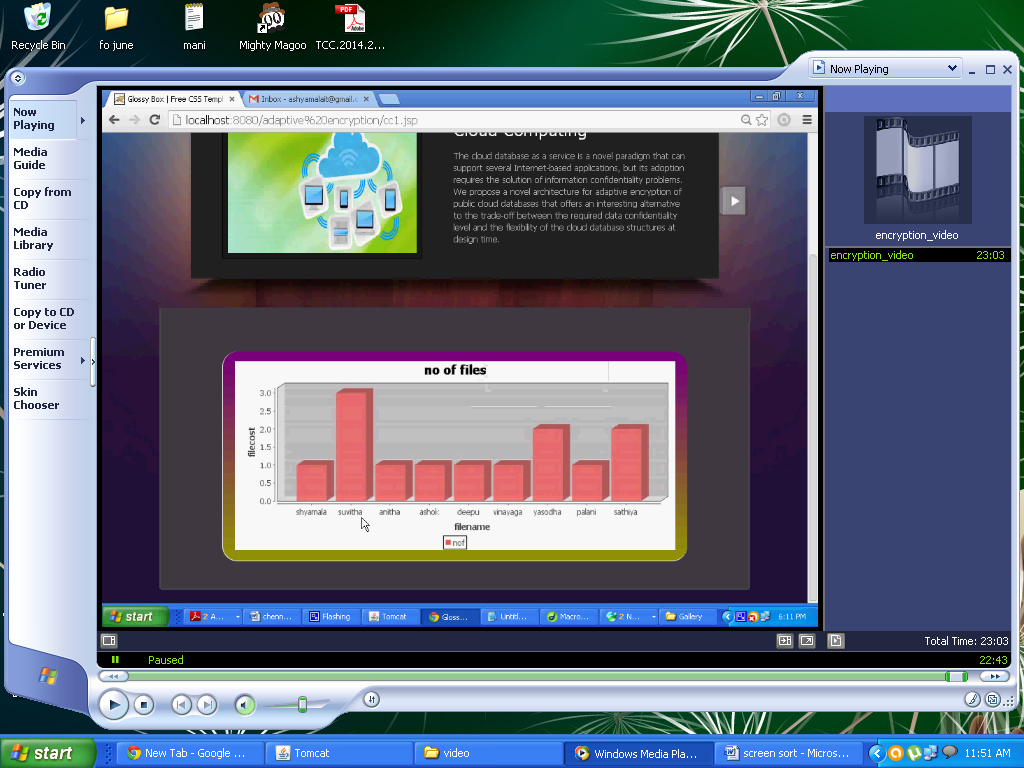 Recycle Bin
fo june
mani
Mighty Magoo
TCC.2014.2...
Now Playing
Now
Playing
Media
Guide
Copy from
CD
Media
Library
Radio
Tuner
Copy to CD
or Device
Premium
Services
Skin
Chooser
Glossy Box | Free CSS Templ
Inbox - ashyamalait@gmail.c
localhost:8080/adaptive%20encryption/cc1.jsp
Cloud Computing
The cloud database as a service is a novel paradigm that can
support several Internet-based applications, but its adoption
requires the solution of information confidentiality problems.
We propose a novel architecture for adaptive encryption of
public cloud databases that offers an interesting alternative
to the trade-off between the required data confidentiality
level and the flexibility of the cloud database structures at
design time.
no of files
filecost
3.0
2.5
2.0
1.5
1.0
0.5
0.0
shyamala suvitha anitha ashok deepu vinayaga yasodha palani sathiya
filename
nof
start
2 A...
chenn...
Flashing
Tomcat
Gloss...
Untitl...
Macro...
2 N...
Gallery
6:11 PM
encryption_video
encryption_video 23:03
Total Time: 23:03
Paused
22:43
start
New Tab - Google ...
Tomcat
video
Windows Media Pla...
screen sort - Micros...
11:51 AM